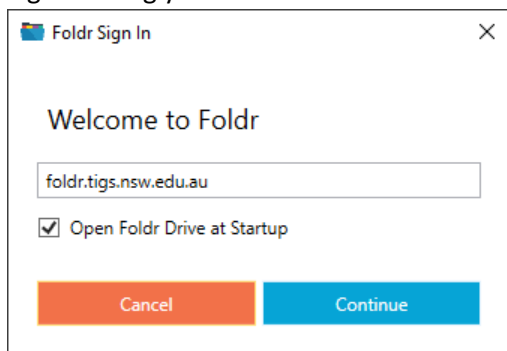 Foldr Sign In
Welcome to Foldr
foldr.tigs.nsw.edu.au
Open Foldr Drive at Startup
Cancel
Continue